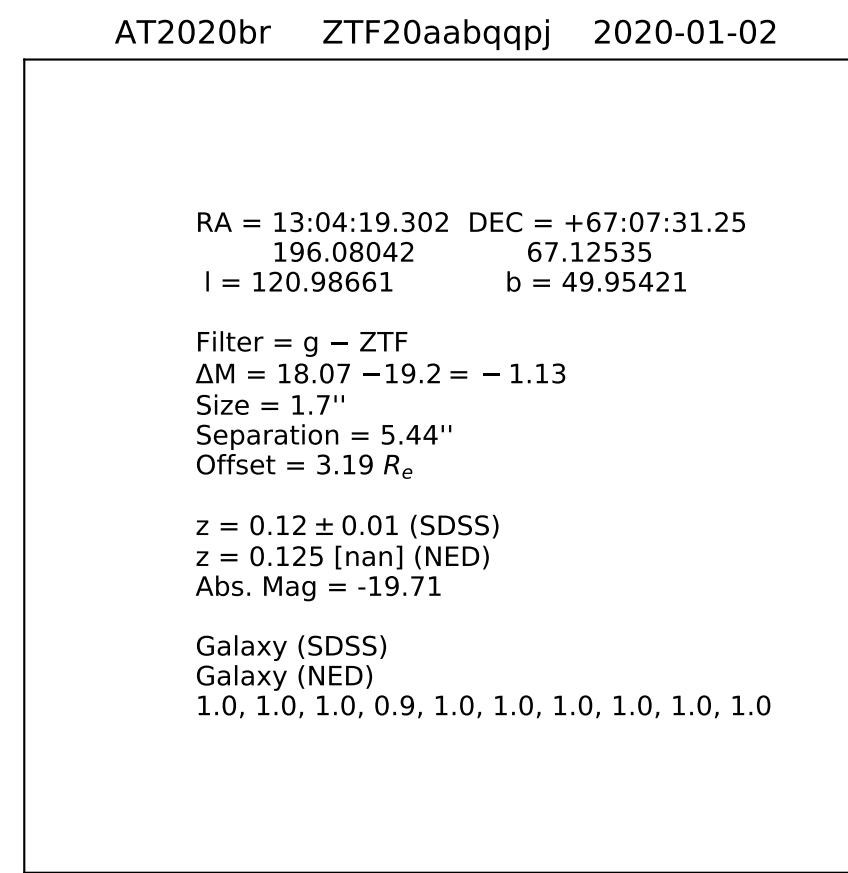 AT2020br ZTF20aabqqpj 2020-01-02
RA = 13:04:19.302 DEC = +67:07:31.25
196.08042 67.12535
l = 120.98661 b = 49.95421
Filter = g − ZTF
ΔM = 18.07 −19.2 = − 1.13
Size = 1.7''
Separation = 5.44''
Offset = 3.19 Re
z = 0.12 ± 0.01 (SDSS)
z = 0.125 [nan] (NED)
Abs. Mag = -19.71
Galaxy (SDSS)
Galaxy (NED)
1.0, 1.0, 1.0, 0.9, 1.0, 1.0, 1.0, 1.0, 1.0, 1.0